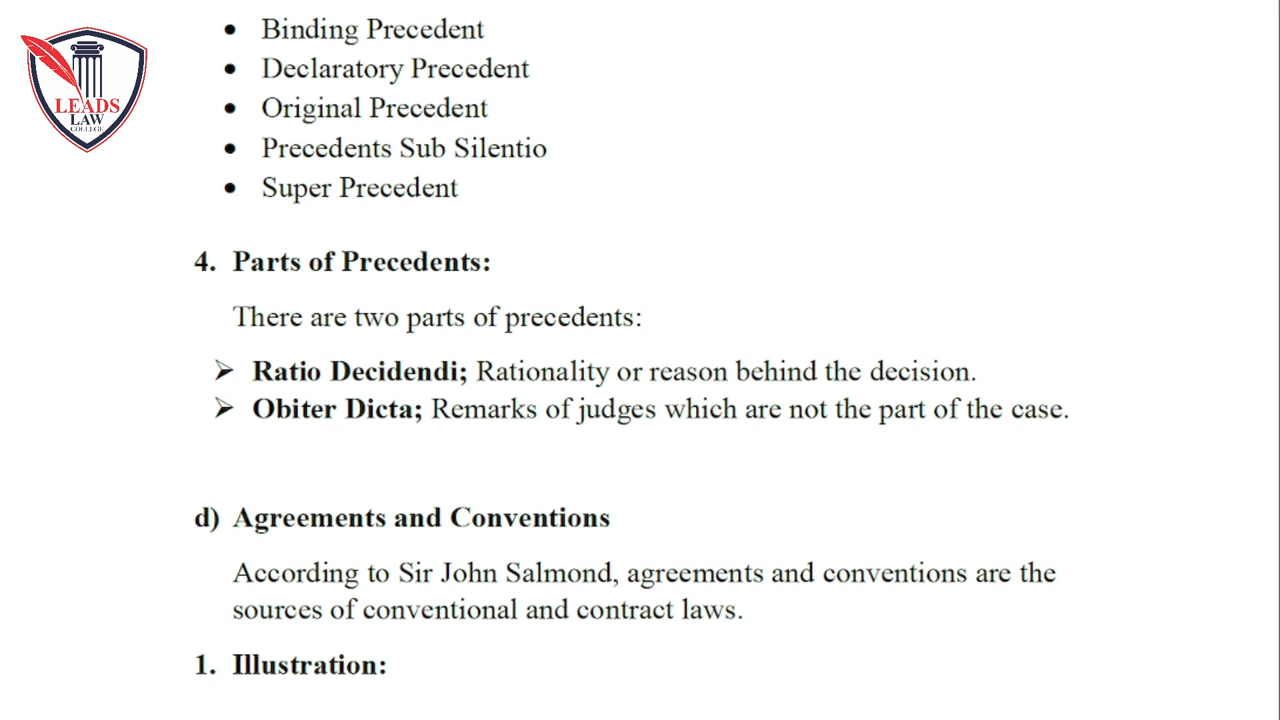 LEADS
LAW
COLLEGE
• Binding Precedent
• Declaratory Precedent
• Original Precedent
• Precedents Sub Silentio
• Super Precedent
4. Parts of Precedents:
There are two parts of precedents:
➢ Ratio Decidendi; Rationality or reason behind the decision.
➢ Obiter Dicta; Remarks of judges which are not the part of the case.
d) Agreements and Conventions
According to Sir John Salmond, agreements and conventions are the
sources of conventional and contract laws.
1. Illustration: